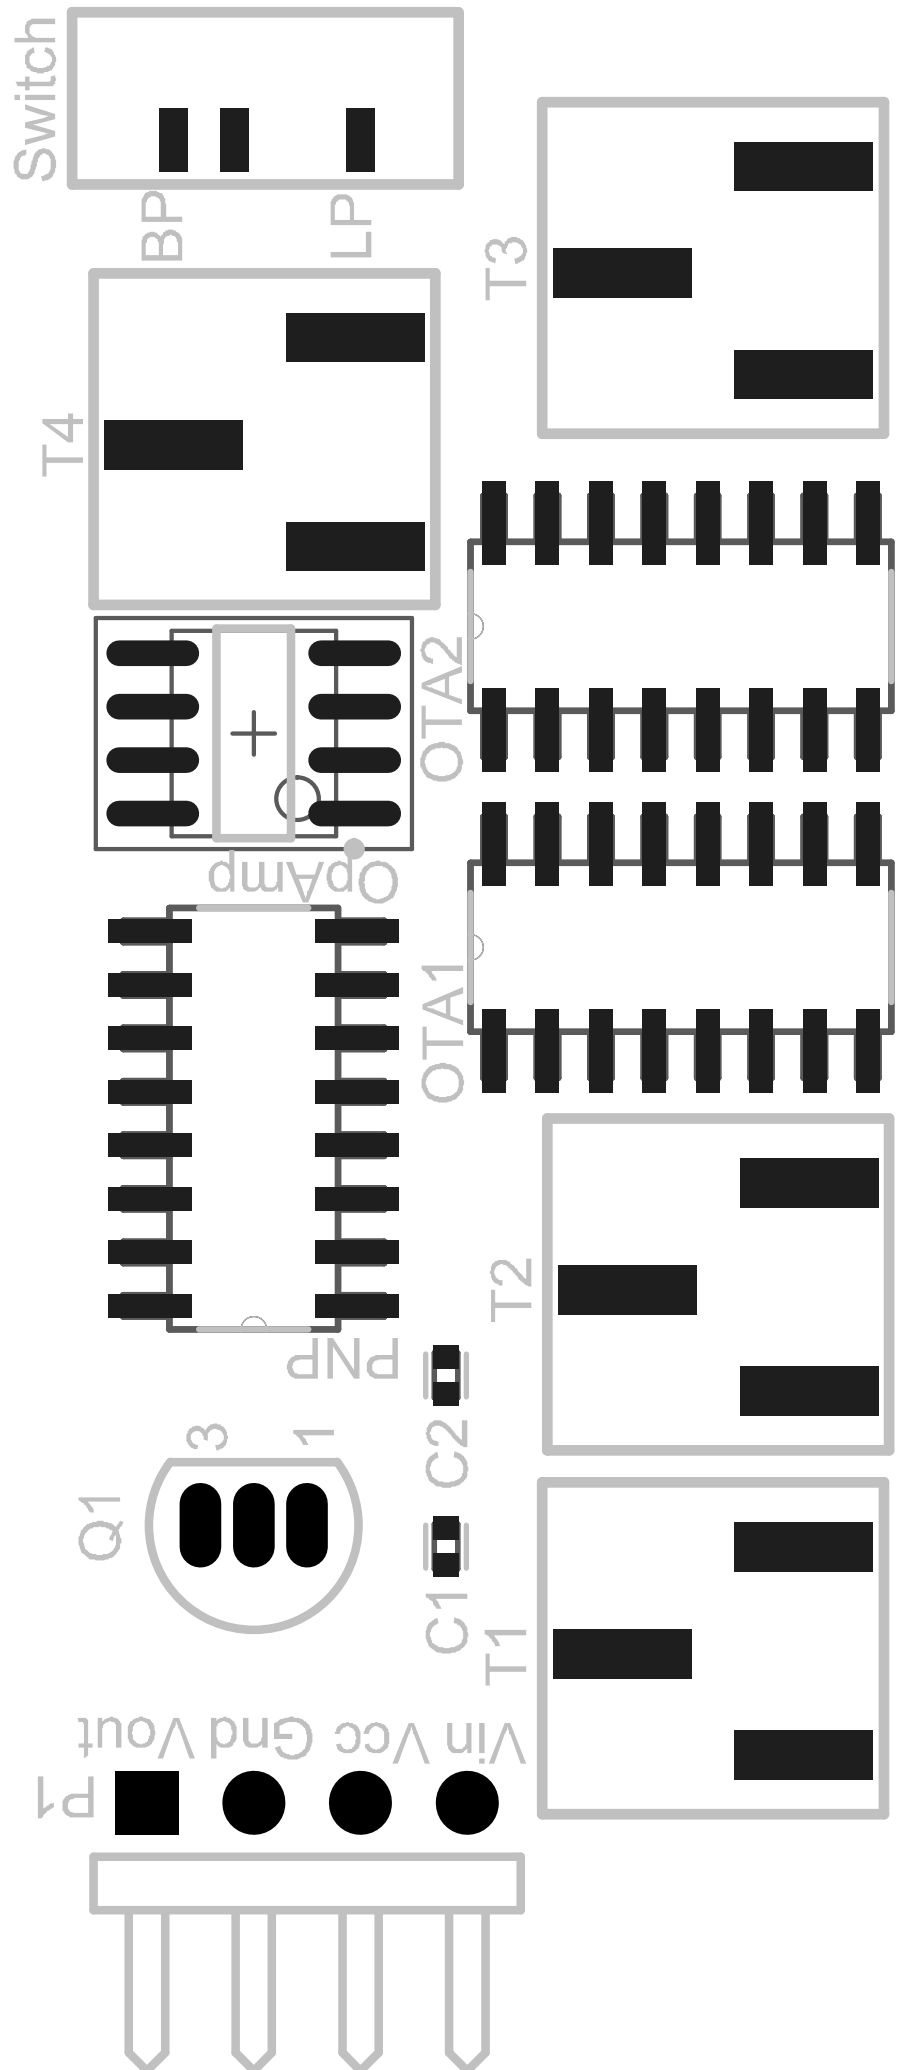 Switch
BP
LP
T3
T4
OTA2
OpAmp
OTA1
T2
PNP
C2
3
1
Q1
C1
T1
Vout Gnd Vcc Vin
P1